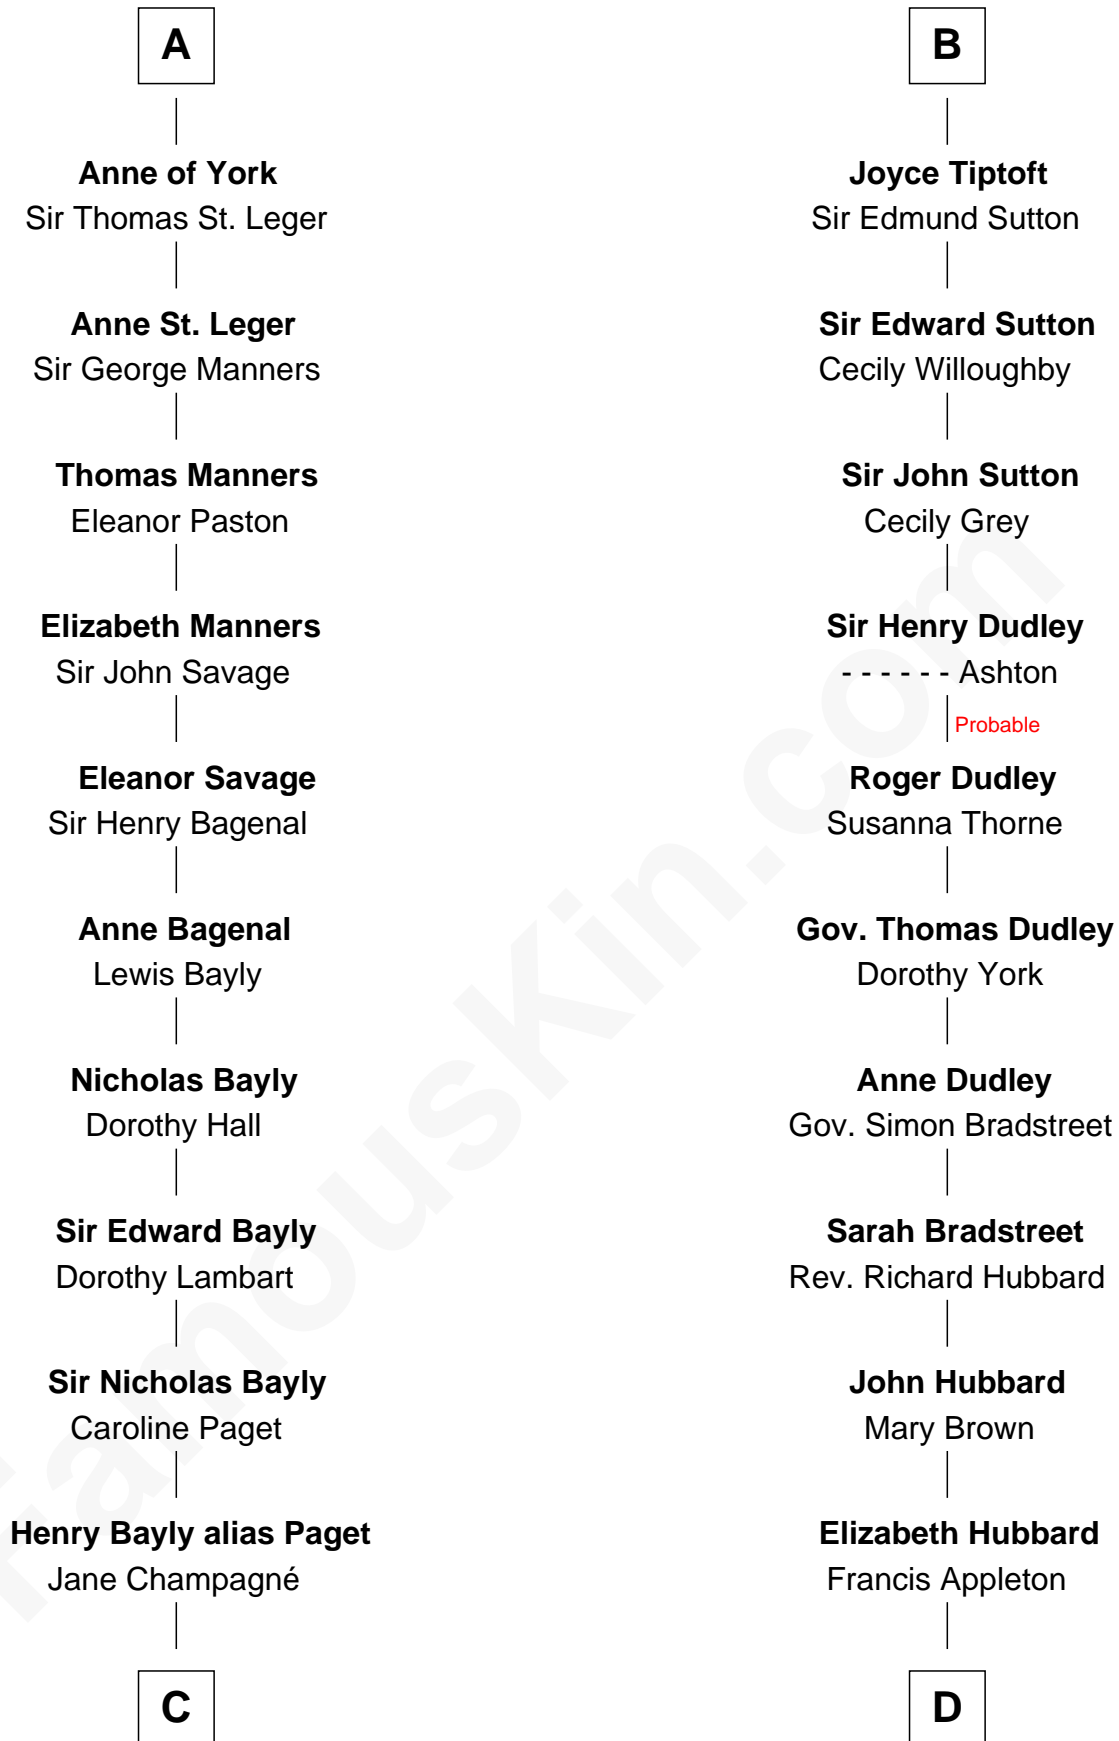 A
Anne of York
Sir Thomas St. Leger
Anne St. Leger
Sir George Manners
Thomas Manners
Eleanor Paston
Elizabeth Manners
Sir John Savage
Eleanor Savage
Sir Henry Bagenal
Anne Bagenal
Lewis Bayly
Nicholas Bayly
Dorothy Hall
Sir Edward Bayly
Dorothy Lambart
Sir Nicholas Bayly
Caroline Paget
Henry Bayly alias Paget
Jane Champagné
C
B
Joyce Tiptoft
Sir Edmund Sutton
Sir Edward Sutton
Cecily Willoughby
Sir John Sutton
Cecily Grey
Sir Henry Dudley
- - - - - - Ashton
Probable
Roger Dudley
Susanna Thorne
Gov. Thomas Dudley
Dorothy York
Anne Dudley
Gov. Simon Bradstreet
Sarah Bradstreet
Rev. Richard Hubbard
John Hubbard
Mary Brown
Elizabeth Hubbard
Francis Appleton
D
FamousKin.com